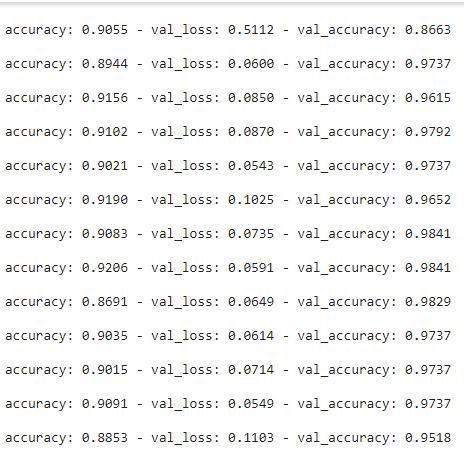 accuracy: 0.9055 - val_loss: 0.5112 - val_accuracy: 0.8663
accuracy: 0.8944 - val_loss: 0.0600 - val_accuracy: 0.9737
accuracy: 0.9156 - val_loss: 0.0850 - val_accuracy: 0.9615
accuracy: 0.9102 - val_loss: 0.0870 - val_accuracy: 0.9792
accuracy: 0.9021 - val_loss: 0.0543 - val_accuracy: 0.9737
accuracy: 0.9190 - val_loss: 0.1025 - val_accuracy: 0.9652
accuracy: 0.9083 - val_loss: 0.0735 - val_accuracy: 0.9841
accuracy: 0.9206 - val_loss: 0.0591 - val_accuracy: 0.9841
accuracy: 0.8691 - val_loss: 0.0649 - val_accuracy: 0.9829
accuracy: 0.9035 - val_loss: 0.0614 - val_accuracy: 0.9737
accuracy: 0.9015 - val_loss: 0.0714 - val_accuracy: 0.9737
accuracy: 0.9091 - val_loss: 0.0549 - val_accuracy: 0.9737
accuracy: 0.8853 - val_loss: 0.1103 - val_accuracy: 0.9518